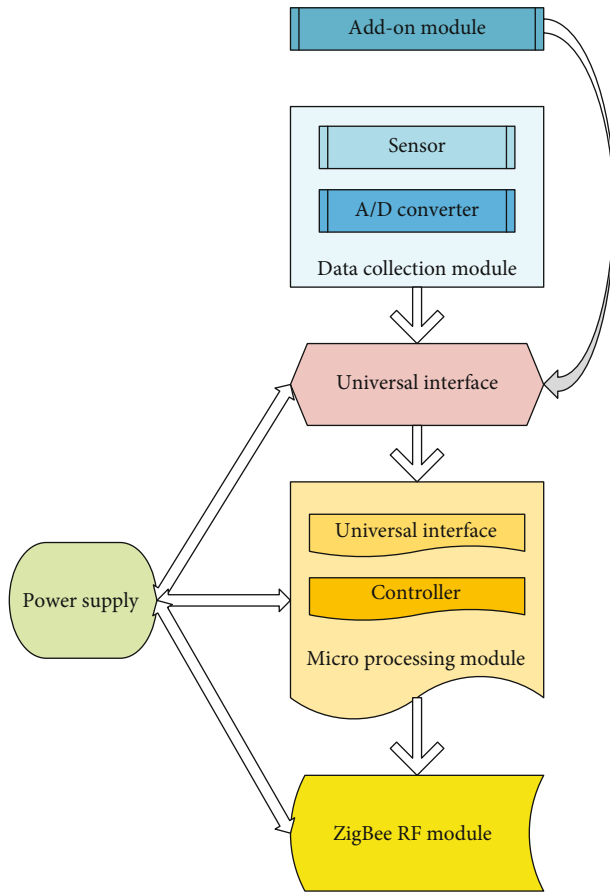 Add-on module
Sensor
A/D converter
Data collection module
Universal interface
Universal interface
Controller
Micro processing module
Power supply
ZigBee RF module